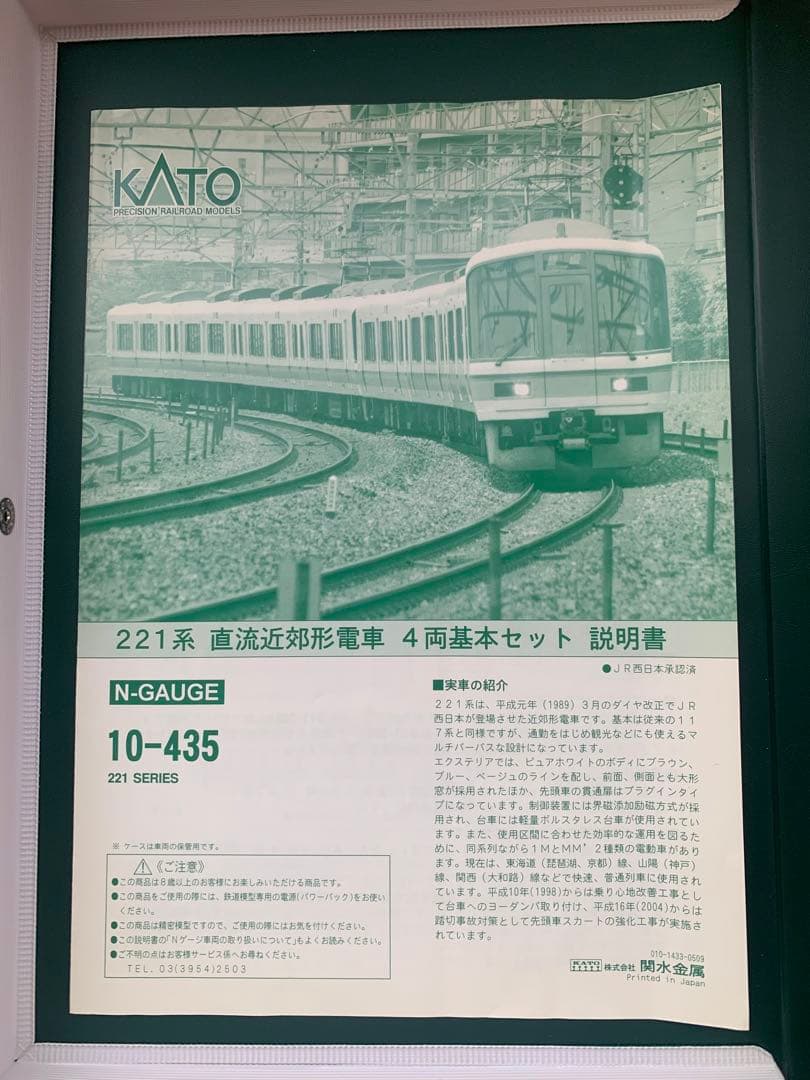 KATO
PRECISION RAILROAD MODELS
221系 直流近郊形電車 4両基本セット 説明書
●JR西日本承認済
N-GAUGE
10-435
221 SERIES
■実車の紹介
221系は、平成元年(1989)3月のダイヤ改正でJR
西日本が登場させた近郊形電車です。基本は従来の11
7系と同様ですが、通勤をはじめ観光などにも使えるマ
ルチパーパスな設計になっています。
エクステリアでは、ピュアホワイトのボディにブラウン、
ブルー、ベージュのラインを配し、前面、側面とも大形
窓が採用されたほか、先頭車の貫通扉はプラグインタイ
プになっています。制御装置には界磁添加励磁方式が採
用され、台車には軽量ボルスタレス台車が使用されてい
ます。また、使用区間に合わせた効率的な運用を図るた
めに、同系列ながら1MとMM'2種類の電動車があり
ます。現在は、東海道(琵琶湖、京都)線、山陽(神戸)
線、関西(大和路)線などで快速、普通列車に使用され
ています。平成10年(1998)からは乗り心地改善工事とし
て台車へのヨーダンパ取り付け、平成16年(2004)からは
踏切事故対策として先頭車スカートの強化工事が実施さ
れています。
※ ケースは車両の保管用です。
⚠《ご注意》
●この商品は8歳以上のお客様にお楽しみいただける商品です。
●この商品をご使用の際には、鉄道模型専用の電源(パワーパック)をお使い
ください。
●この商品は精密模型ですので、ご使用の際にはお気を付けください。
●この説明書の「Nゲージ車両の取り扱いについて」もよくお読みください。
●ご不明の点はお客様サービス係へお尋ねください。
TEL. 03(3954)2503
010-1433-0509
KATO 株式会社 関水金属
Printed in Japan